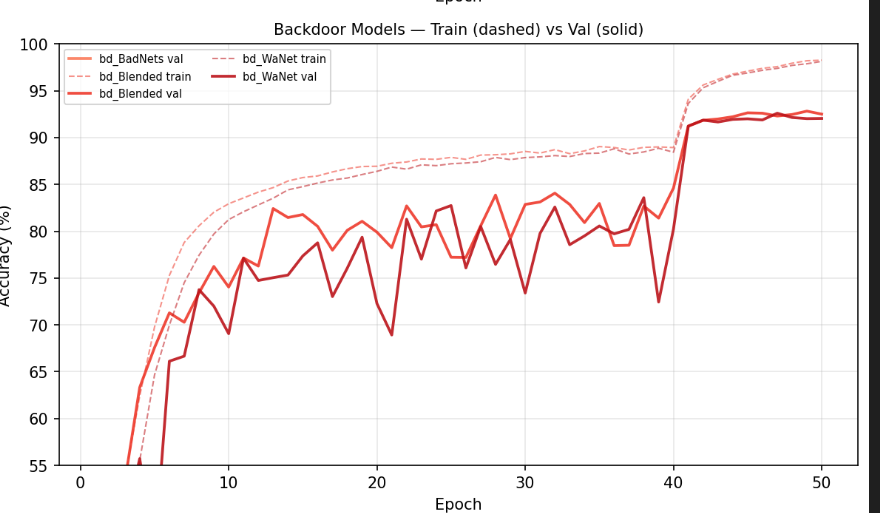 Epoch
Backdoor Models — Train (dashed) vs Val (solid)
bd_BadNets val
bd_Blended train
bd_Blended val
bd_WaNet train
bd_WaNet val
100
95
90
85
80
75
70
65
60
55
Accuracy (%)
0 10 20 30 40 50
Epoch